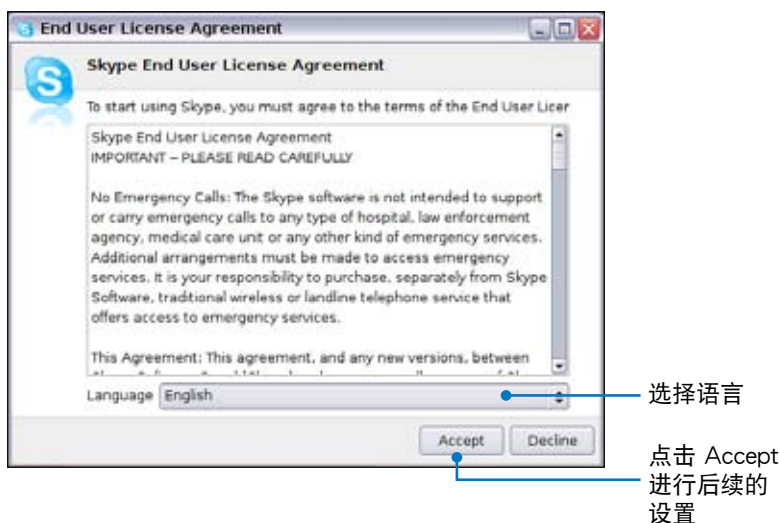 End User License Agreement
Skype End User License Agreement
To start using Skype, you must agree to the terms of the End User Licer
Skype End User License Agreement
IMPORTANT – PLEASE READ CAREFULLY
No Emergency Calls: The Skype software is not intended to support
or carry emergency calls to any type of hospital, law enforcement
agency, medical care unit or any other kind of emergency services.
Additional arrangements must be made to access emergency
services. It is your responsibility to purchase, separately from Skype
Software, traditional wireless or landline telephone service that
offers access to emergency services.
This Agreement: This agreement, and any new versions, between
Language English
选择语言
Accept Decline
点击 Accept
进行后续的
设置